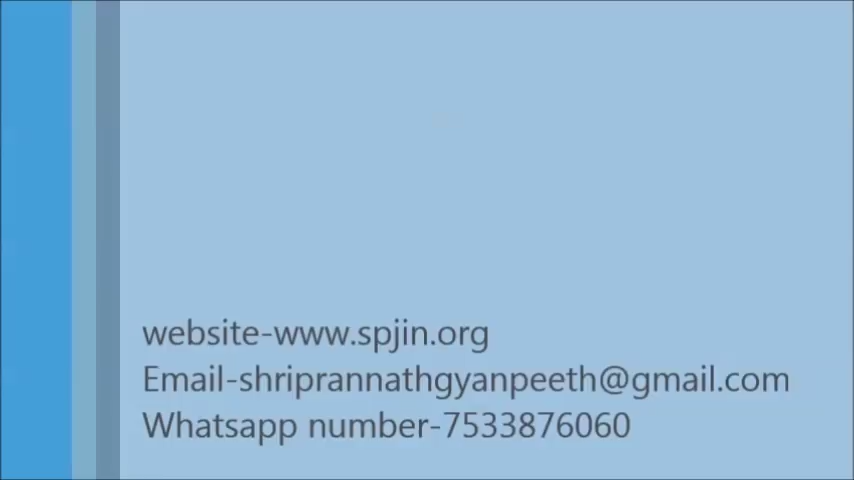 website-www.spjin.org
Email-shriprannathgyanpeeth@gmail.com
Whatsapp number-7533876060